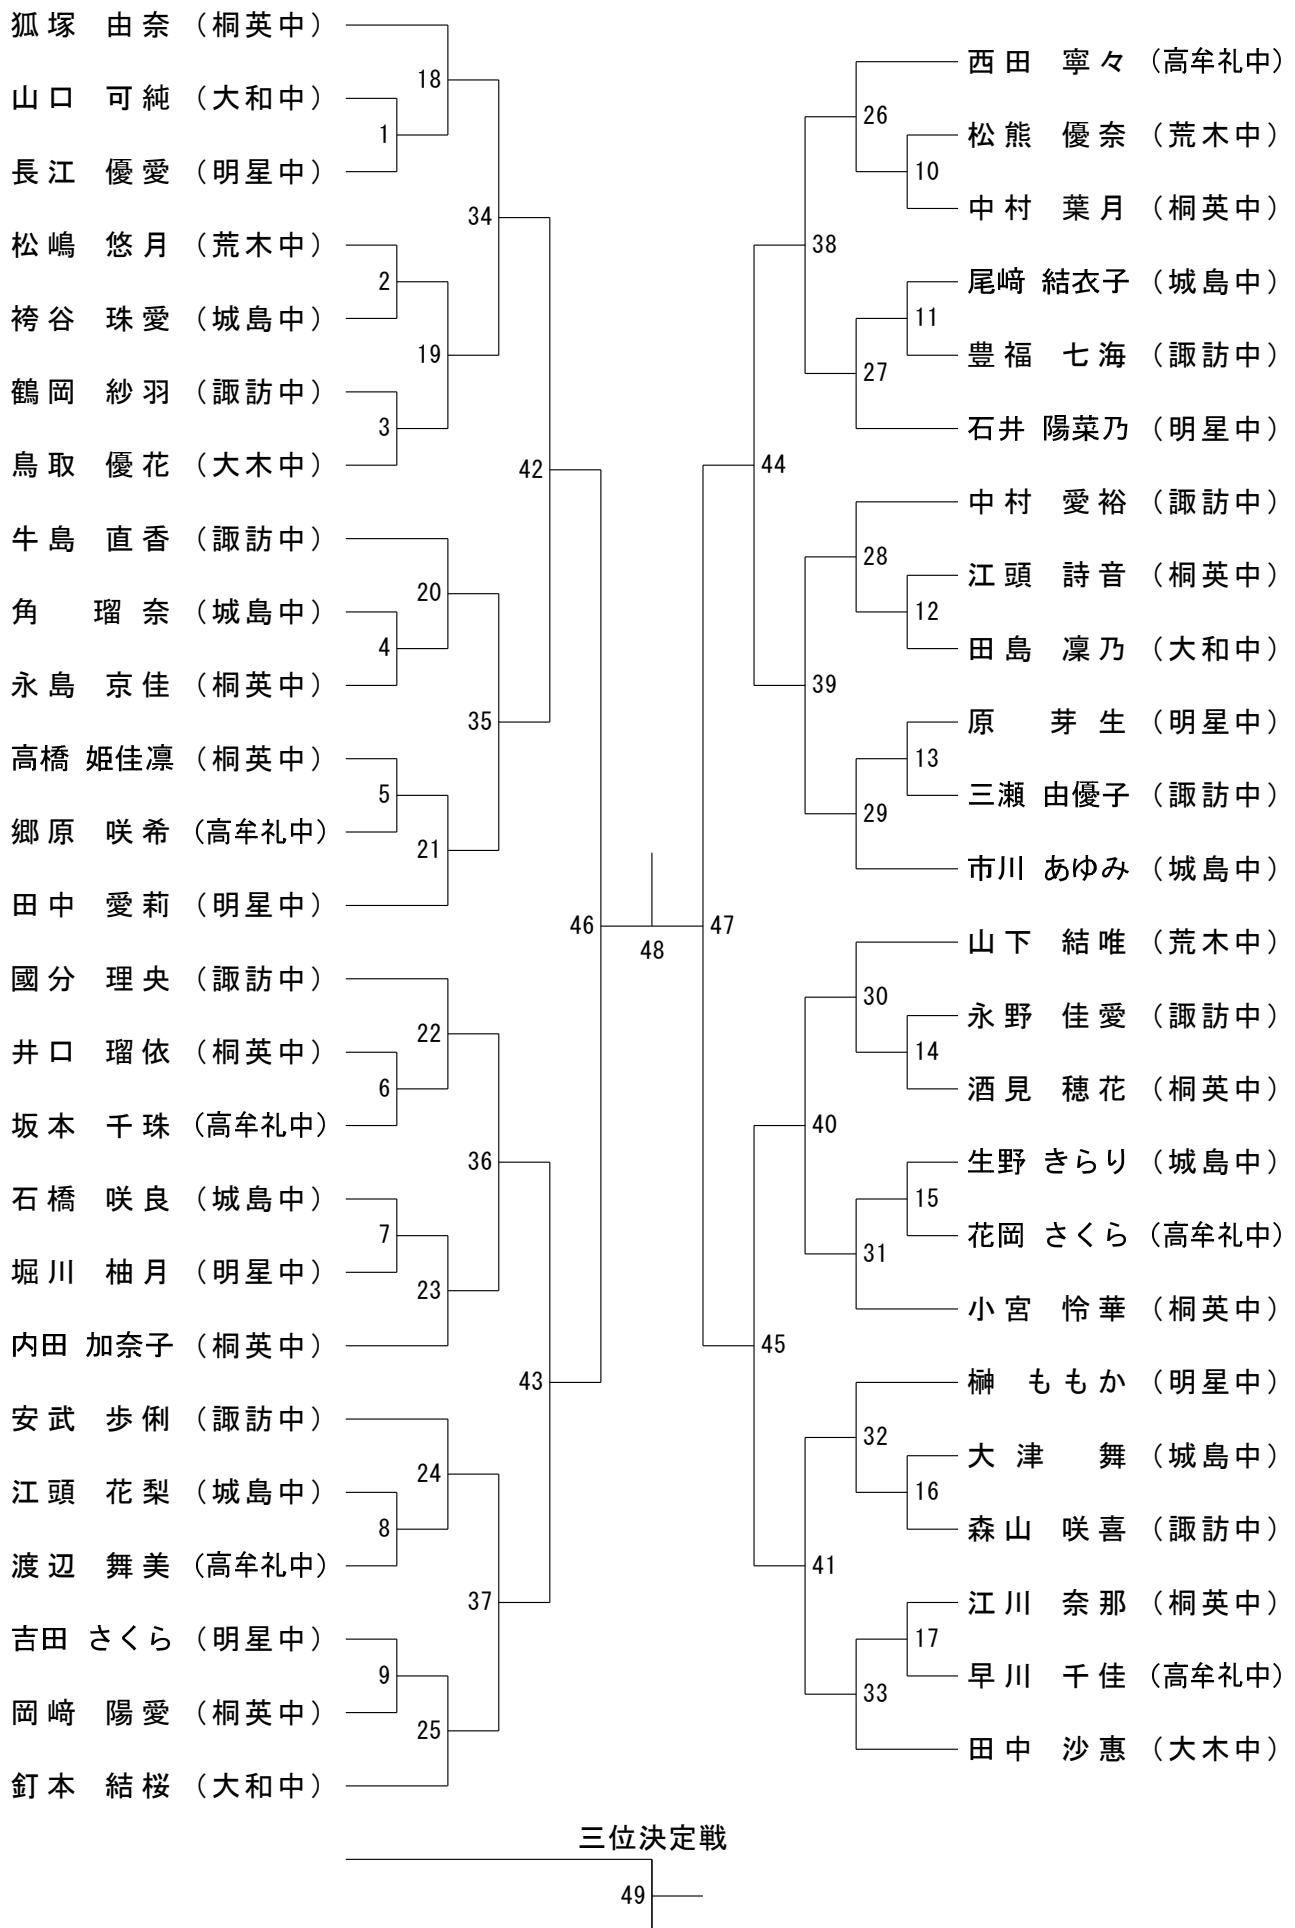 狐塚 由奈 （桐英中）
山口 可純 （大和中）
長江 優愛 （明星中）
松嶋 悠月 （荒木中）
袴谷 珠愛 （城島中）
鶴岡 紗羽 （諏訪中）
鳥取 優花 （大木中）
牛島 直香 （諏訪中）
角 瑠奈 （城島中）
永島 京佳 （桐英中）
高橋 姫佳凛 （桐英中）
郷原 咲希 （高牟礼中）
田中 愛莉 （明星中）
國分 理央 （諏訪中）
井口 瑠依 （桐英中）
坂本 千珠 （高牟礼中）
石橋 咲良 （城島中）
堀川 柚月 （明星中）
内田 加奈子 （桐英中）
安武 歩俐 （諏訪中）
江頭 花梨 （城島中）
渡辺 舞美 （高牟礼中）
吉田 さくら （明星中）
岡﨑 陽愛 （桐英中）
釘本 結桜 （大和中）
1
2
3
4
5
6
7
8
9
18
19
20
21
22
23
24
25
34
35
36
37
42
43
46
48
47
44
45
38
39
40
41
26
27
28
29
30
31
32
33
10
11
12
13
14
15
16
17
西田 寧々 （高牟礼中）
松熊 優奈 （荒木中）
中村 葉月 （桐英中）
尾﨑 結衣子 （城島中）
豊福 七海 （諏訪中）
石井 陽菜乃 （明星中）
中村 愛裕 （諏訪中）
江頭 詩音 （桐英中）
田島 凜乃 （大和中）
原 芽生 （明星中）
三瀬 由優子 （諏訪中）
市川 あゆみ （城島中）
山下 結唯 （荒木中）
永野 佳愛 （諏訪中）
酒見 穂花 （桐英中）
生野 きらり （城島中）
花岡 さくら （高牟礼中）
小宮 怜華 （桐英中）
榊 ももか （明星中）
大津 舞 （城島中）
森山 咲喜 （諏訪中）
江川 奈那 （桐英中）
早川 千佳 （高牟礼中）
田中 沙恵 （大木中）
三位決定戦
49